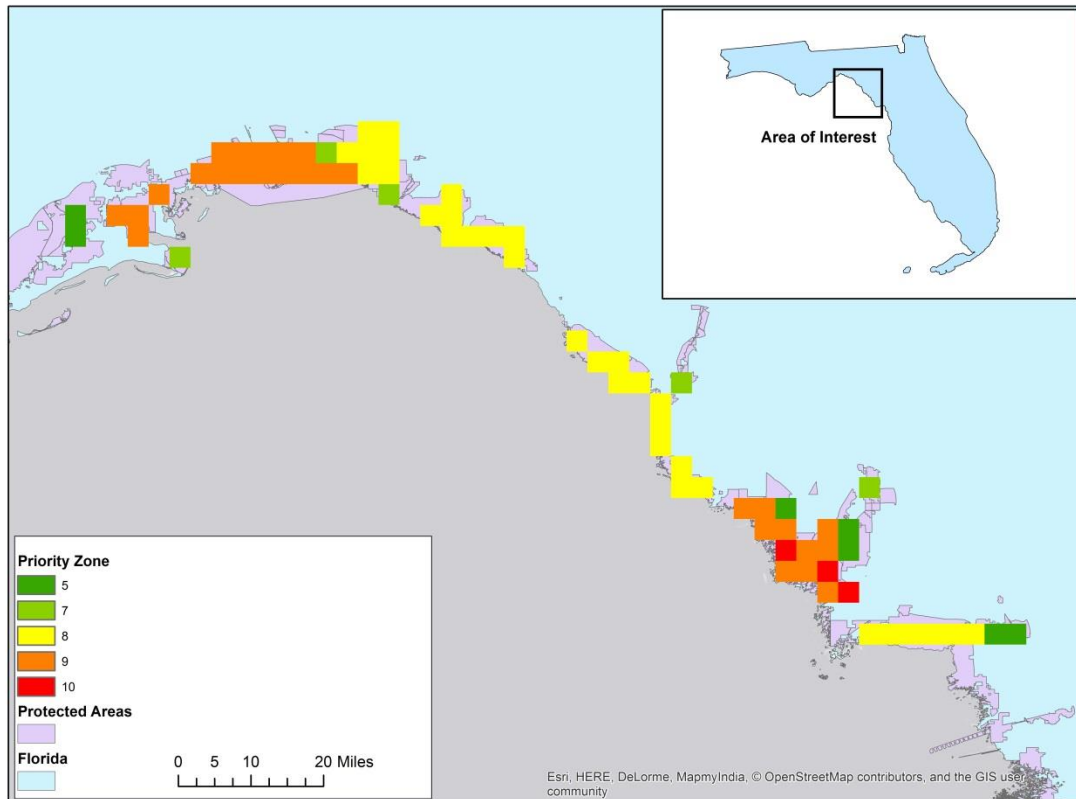 Area of Interest
Priority Zone
5
7
8
9
10
Protected Areas
Florida
0 5 10 20 Miles
Esri, HERE, DeLorme, MapmyIndia, © OpenStreetMap contributors, and the GIS user
community